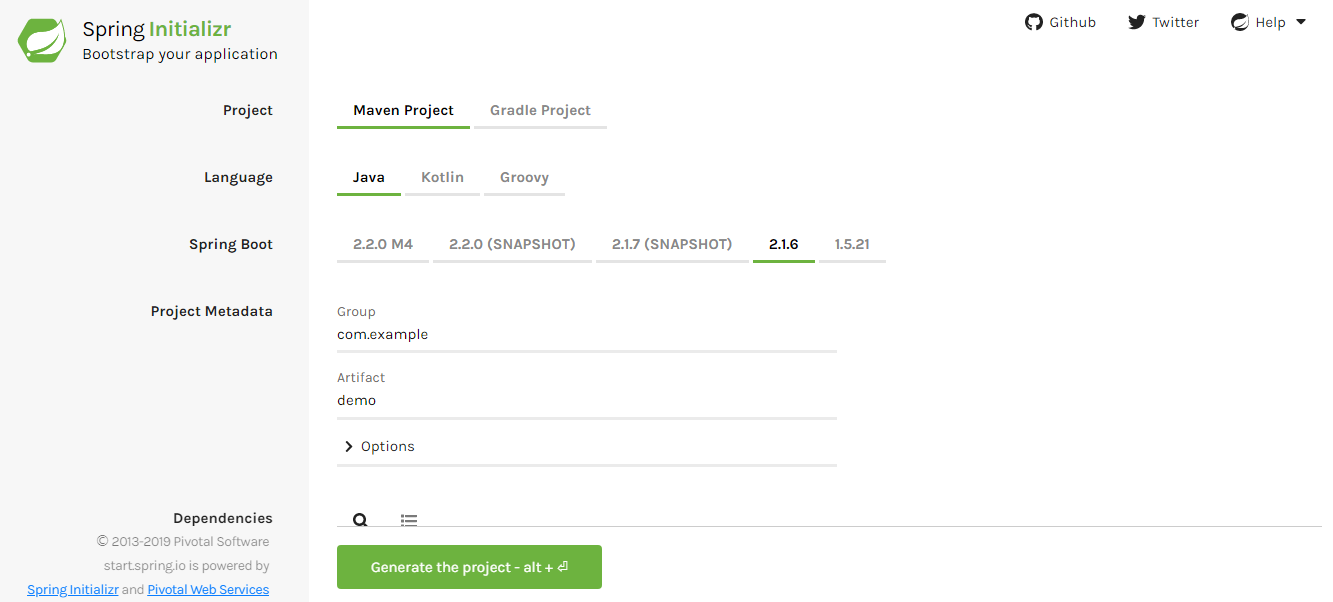 Spring Initializr
Bootstrap your application
Github Twitter Help
Project
Maven Project Gradle Project
Language
Java Kotlin Groovy
Spring Boot
2.2.0 M4 2.2.0 (SNAPSHOT) 2.1.7 (SNAPSHOT) 2.1.6 1.5.21
Project Metadata
Group
com.example
Artifact
demo
Options
Dependencies
© 2013-2019 Pivotal Software
start.spring.io is powered by
Spring Initializr and Pivotal Web Services
Generate the project - alt + ⏎